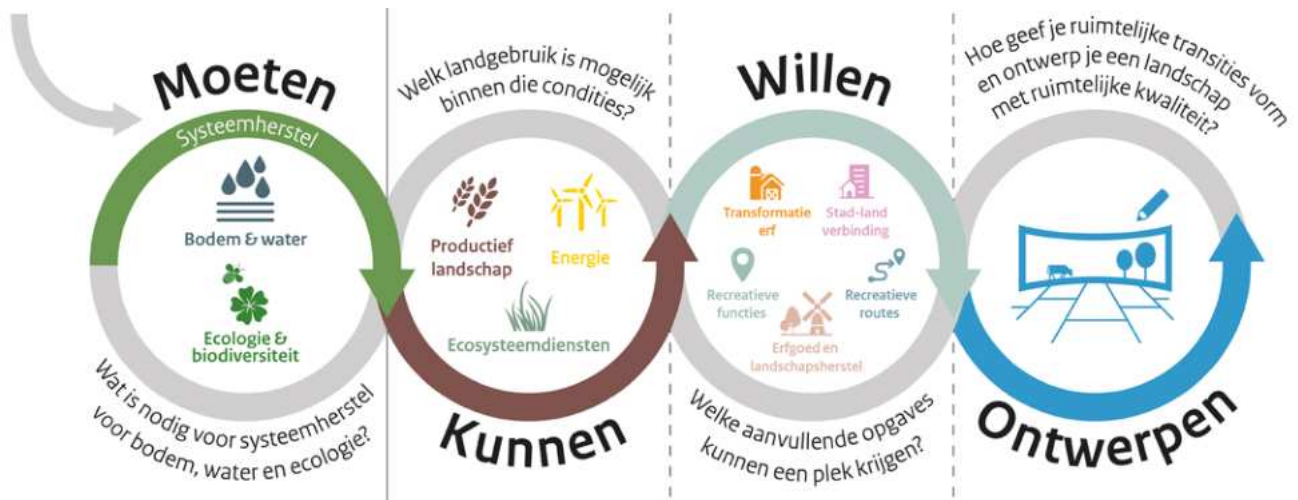 Moeten
Systeemherstel
Bodem & water
Ecologie &
biodiversiteit
Wat is nodig voor systeemherstel
voor bodem, water en ecologie?
Welk landgebruik is mogelijk
binnen die condities?
Productief
landschap
Energie
Ecosysteemdiensten
Kunnen
Willen
Transformatie
erf
Stad-land
verbinding
Recreatieve
functies
Recreatieve
routes
Erfgoed en
landschapsherstel
Welke aanvullende opgaves
kunnen een plek krijgen?
Hoe geef je ruimtelijke transities vorm
en ontwerp je een landschap
met ruimtelijke kwaliteit?
Ontwerpen